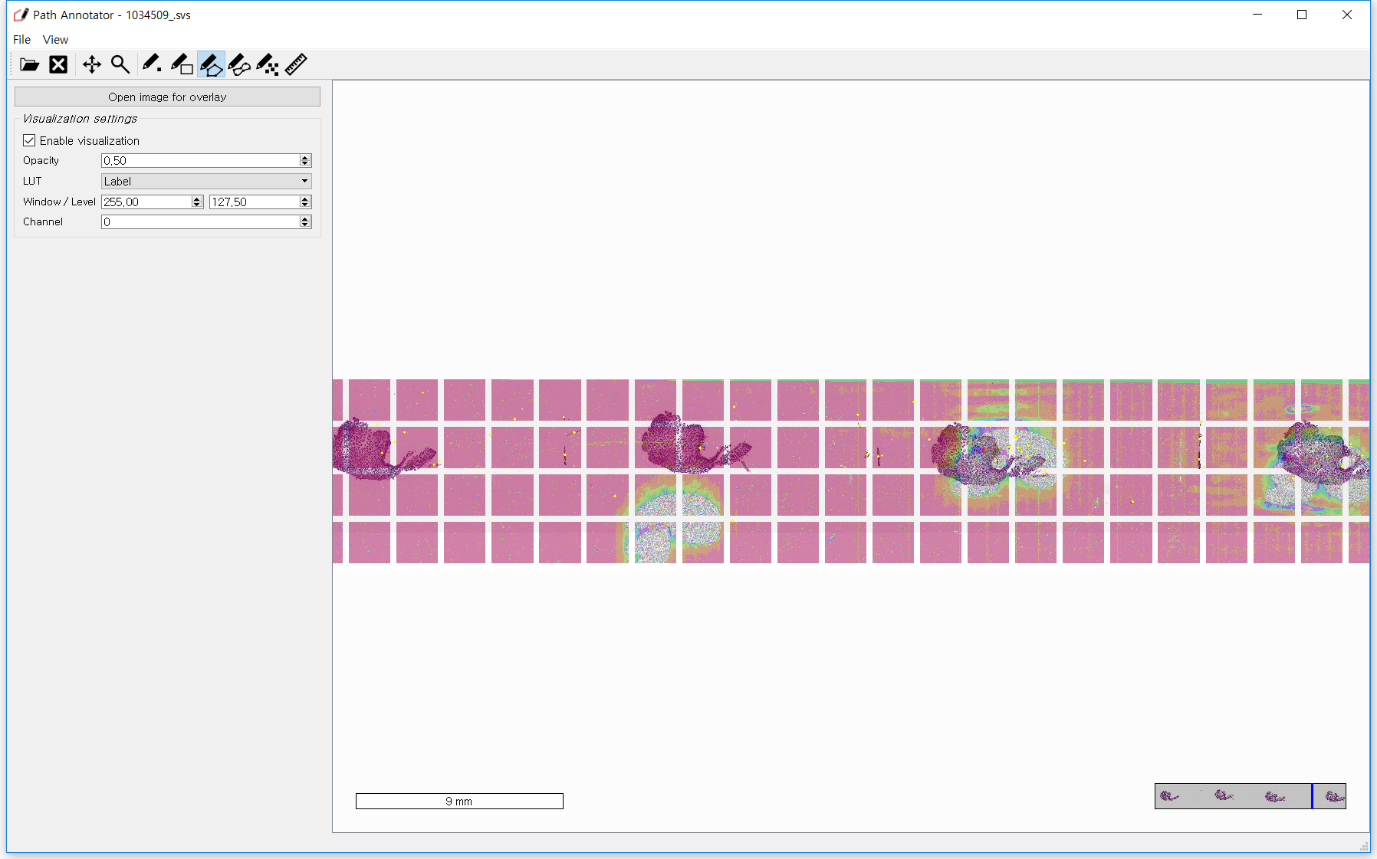 Path Annotator - 1034509_.svs
File View
Open image for overlay
Visualization settings
Enable visualization
Opacity 0,50
LUT Label
Window / Level 255,00 127,50
Channel 0
9 mm